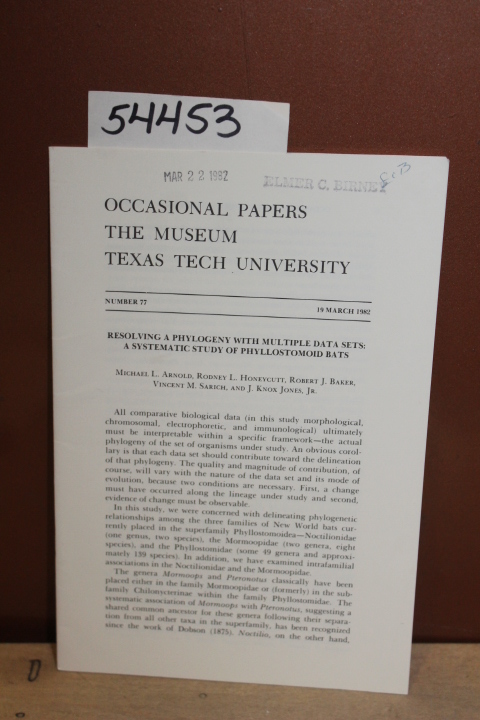 54453
MAR 22 1982
ELMER C. BIRNEY
OCCASIONAL PAPERS
THE MUSEUM
TEXAS TECH UNIVERSITY
NUMBER 77 19 MARCH 1982
RESOLVING A PHYLOGENY WITH MULTIPLE DATA SETS:
A SYSTEMATIC STUDY OF PHYLLOSTOMOID BATS
MICHAEL L. ARNOLD, RODNEY L. HONEYCUTT, ROBERT J. BAKER,
VINCENT M. SARICH, AND J. KNOX JONES, JR.
All comparative biological data (in this study morphological,
chromosomal, electrophoretic, and immunological) ultimately
must be interpretable within a specific framework—the actual
phylogeny of the set of organisms under study. An obvious corol-
lary is that each data set should contribute toward the delineation
of that phylogeny. The quality and magnitude of contribution, of
course, will vary with the nature of the data set and its mode of
evolution, because two conditions are necessary. First, a change
must have occurred along the lineage under study and second,
evidence of change must be observable.
In this study, we were concerned with delineating phylogenetic
relationships among the three families of New World bats cur-
rently placed in the superfamily Phyllostomoidea—Noctilionidae
(one genus, two species), the Mormoopidae (two genera, eight
species), and the Phyllostomidae (some 49 genera and approxi-
mately 139 species). In addition, we have examined intrafamilial
associations in the Noctilionidae and the Mormoopidae.
The genera Mormoops and Pteronotus classically have been
placed either in the family Mormoopidae or (formerly) in the sub-
family Chilonycterinae within the family Phyllostomidae. The
systematic association of Mormoops with Pteronotus, suggesting a
shared common ancestor for these genera following their separa-
tion from all other taxa in the superfamily, has been recognized
since the work of Dobson (1875). Noctilio, on the other hand,